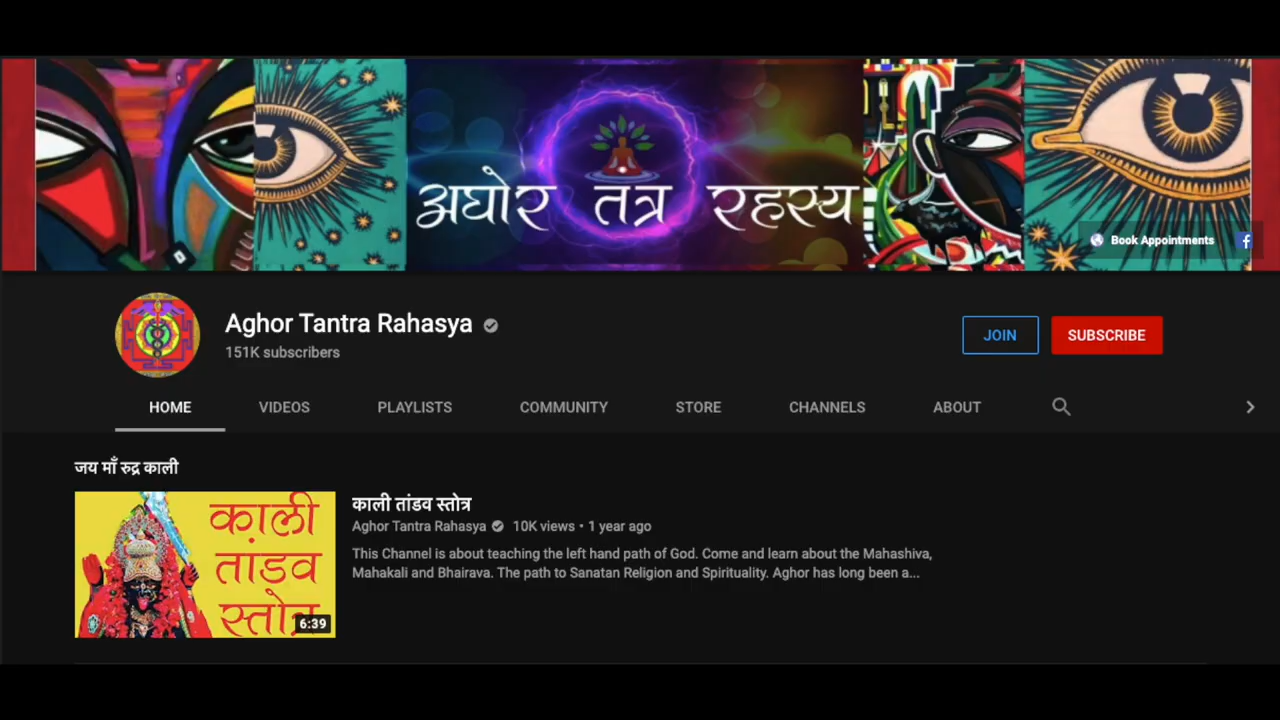 अघोर तत्र रहस्य
Book Appointments
Aghor Tantra Rahasya
151K subscribers
JOIN
SUBSCRIBE
HOME
VIDEOS
PLAYLISTS
COMMUNITY
STORE
CHANNELS
ABOUT
जय माँ रुद्र काली
काली
तांडव
स्तोत्र
6:39
काली तांडव स्तोत्र
Aghor Tantra Rahasya 10K views • 1 year ago
This Channel is about teaching the left hand path of God. Come and learn about the Mahashiva,
Mahakali and Bhairava. The path to Sanatan Religion and Spirituality. Aghor has long been a...